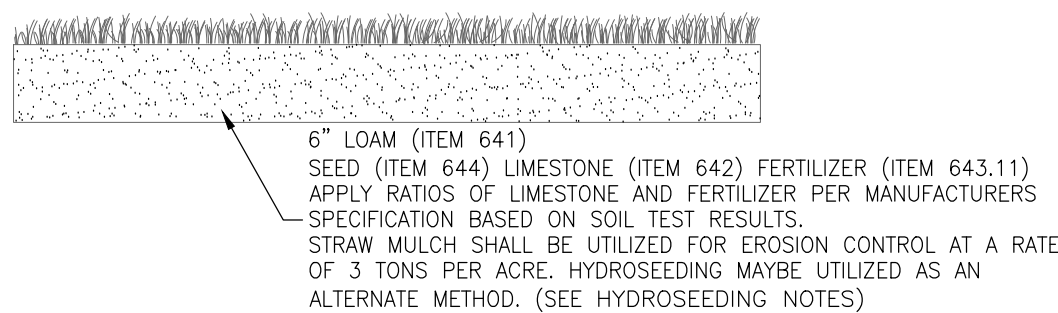 6” LOAM (ITEM 641)
SEED (ITEM 644) LIMESTONE (ITEM 642) FERTILIZER (ITEM 643.11)
APPLY RATIOS OF LIMESTONE AND FERTILIZER PER MANUFACTURERS
SPECIFICATION BASED ON SOIL TEST RESULTS.
STRAW MULCH SHALL BE UTILIZED FOR EROSION CONTROL AT A RATE
OF 3 TONS PER ACRE. HYDROSEEDING MAYBE UTILIZED AS AN
ALTERNATE METHOD. (SEE HYDROSEEDING NOTES)